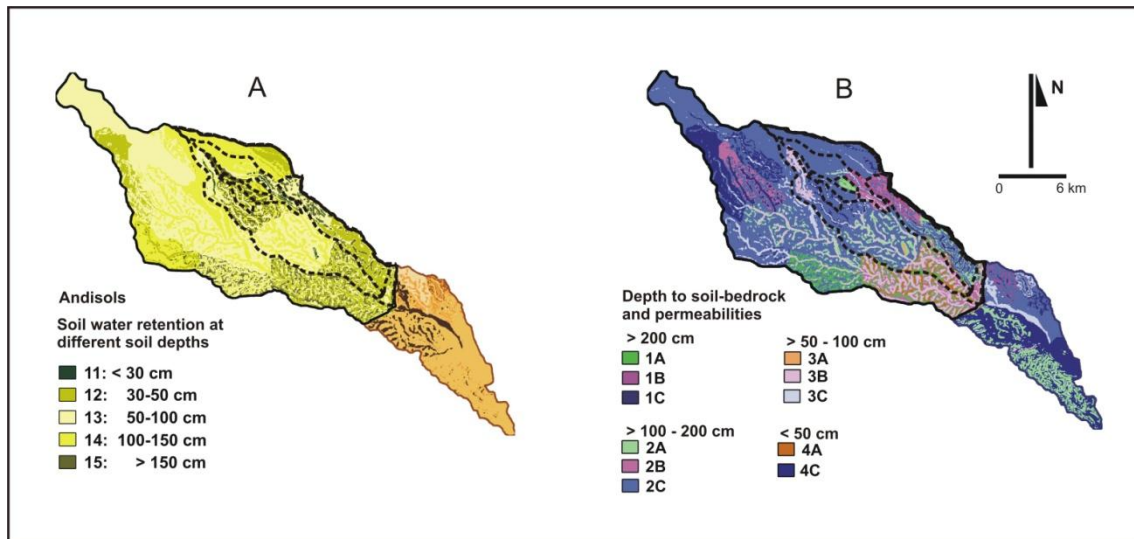 A
Andisols
Soil water retention at
different soil depths
11: < 30 cm
12: 30-50 cm
13: 50-100 cm
14: 100-150 cm
15: > 150 cm
B
N
0 6 km
Depth to soil-bedrock
and permeabilities
> 200 cm
1A
1B
1C
> 100 - 200 cm
2A
2B
2C
> 50 - 100 cm
3A
3B
3C
< 50 cm
4A
4C